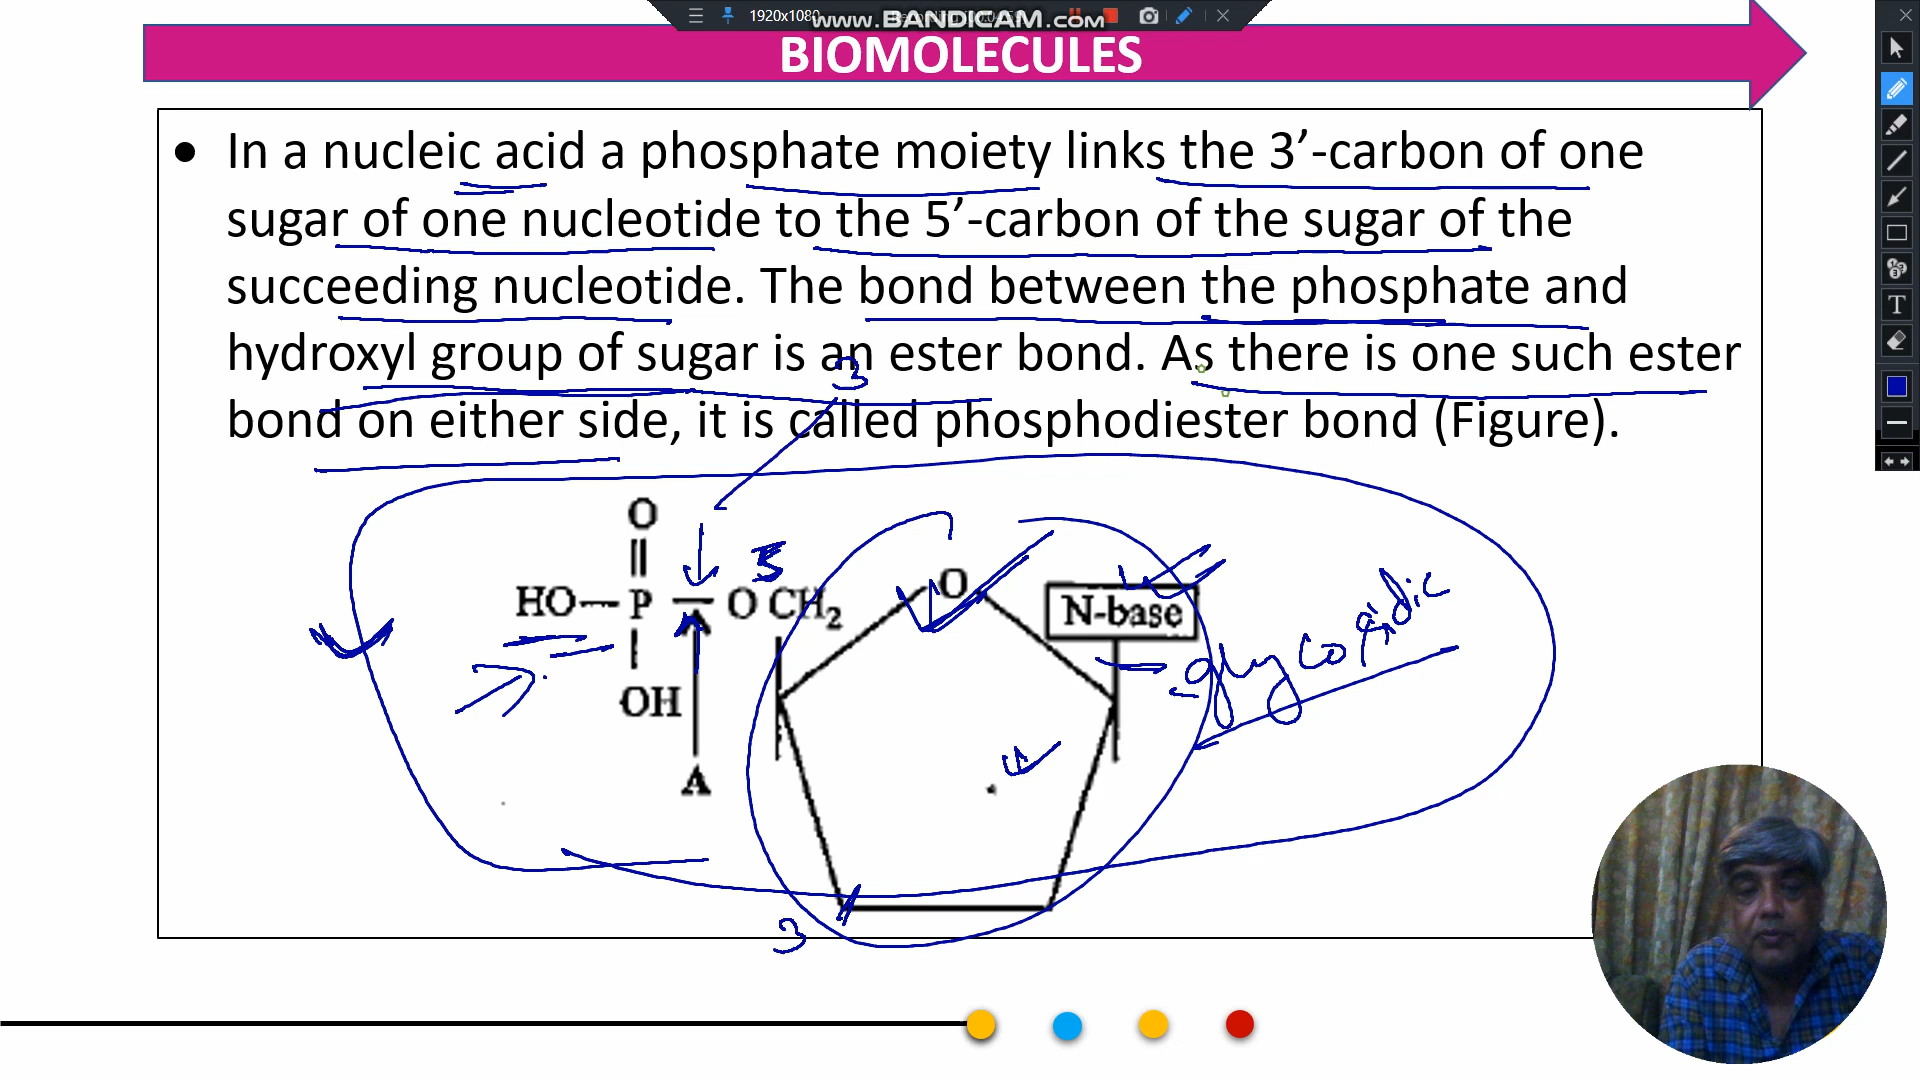 1920x1080
www.BANDICAM.com
BIOMOLECULES
• In a nucleic acid a phosphate moiety links the 3’-carbon of one
sugar of one nucleotide to the 5’-carbon of the sugar of the
succeeding nucleotide. The bond between the phosphate and
hydroxyl group of sugar is an ester bond. As there is one such ester
bond on either side, it is called phosphodiester bond (Figure).
3
O
5
HO—P—O CH₂
O
N-base
OH
glycosidic
A
3
T